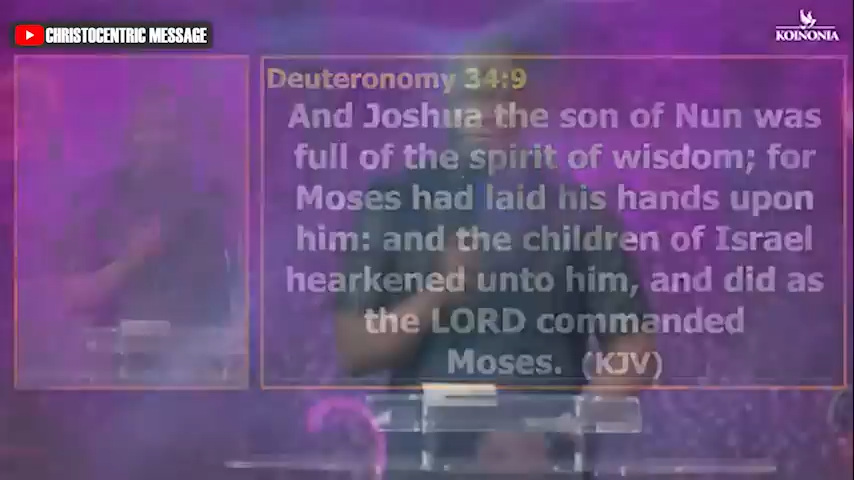 CHRISTOCENTRIC MESSAGE
KOINONIA
Deuteronomy 34:9
And Joshua the son of Nun was
full of the spirit of wisdom; for
Moses had laid his hands upon
him: and the children of Israel
hearkened unto him, and did as
the LORD commanded
Moses. (KJV)